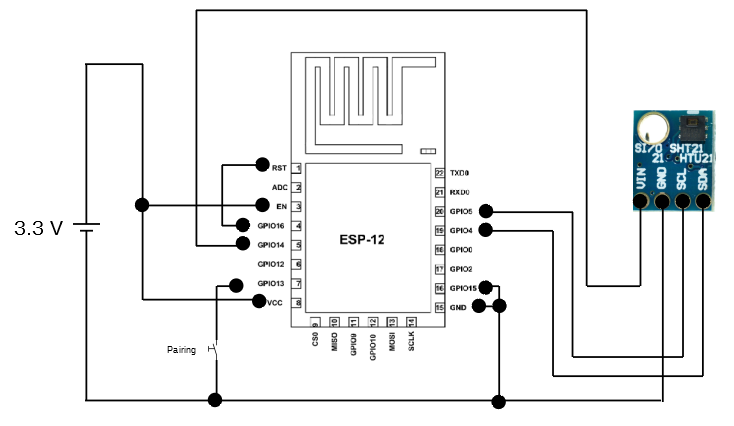 3.3 V
Pairing
RST 1
ADC 2
EN 3
GPIO16 4
GPIO14 5
GPIO12 6
GPIO13 7
VCC 8
ESP-12
22 TXD0
21 RXD0
20 GPIO5
19 GPIO4
18 GPIO0
17 GPIO2
16 GPIO15
15 GND
9 10 11 12 13 14
CS0 MISO GPIO9 GPIO10 MOSI SCLK
SI70 SHT21
21 HTU21
VIN GND SCL SDA